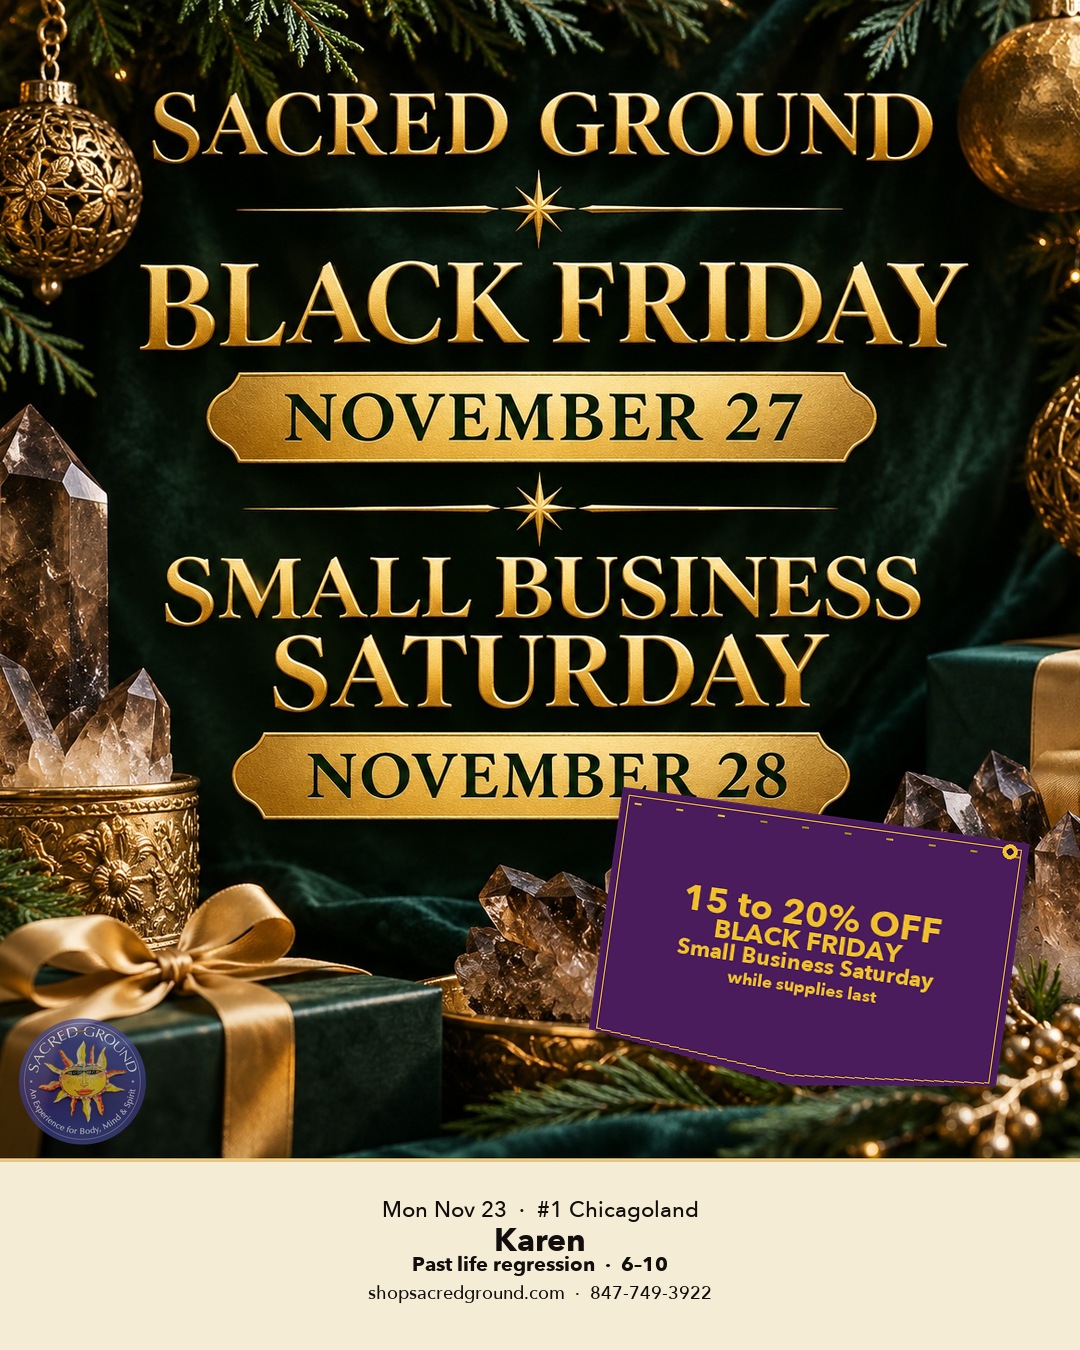 SACRED GROUND
BLACK FRIDAY
NOVEMBER 27
SMALL BUSINESS
SATURDAY
NOVEMBER 28
15 to 20% OFF
BLACK FRIDAY
Small Business Saturday
while supplies last
SACRED GROUND
An Experience for Body, Mind & Spirit
Mon Nov 23 · #1 Chicagoland
Karen
Past life regression · 6–10
shopsacredground.com · 847-749-3922